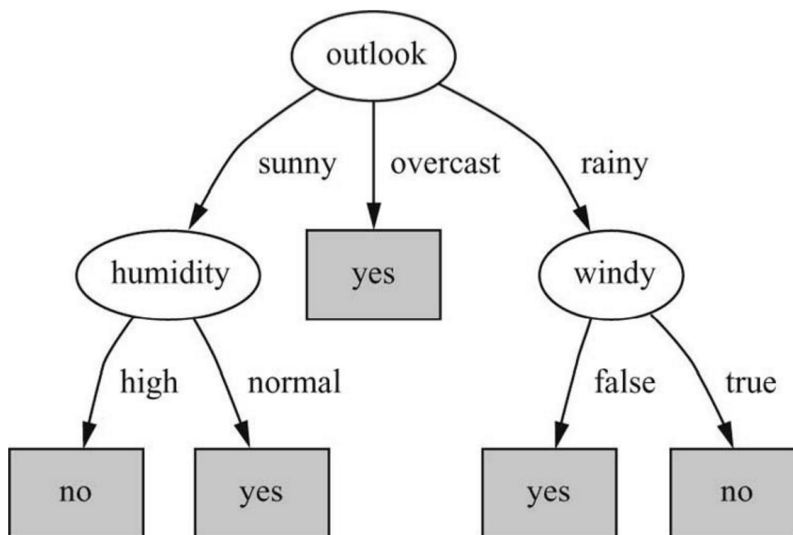 outlook
sunny overcast rainy
humidity yes windy
high normal false true
no yes yes no